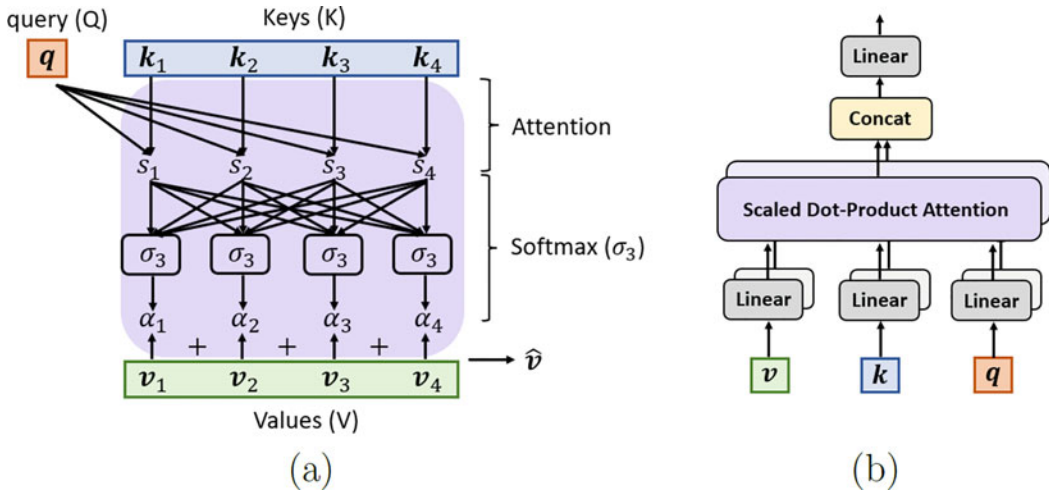 query (Q)
Keys (K)
q
k₁ k₂ k₃ k₄
Attention
s₁ s₂ s₃ s₄
σ₃ σ₃ σ₃ σ₃
Softmax (σ₃)
α₁ α₂ α₃ α₄
+ + +
v₁ v₂ v₃ v₄
v̂
Values (V)
(a)
Linear
Concat
Scaled Dot-Product Attention
Linear Linear Linear
v k q
(b)